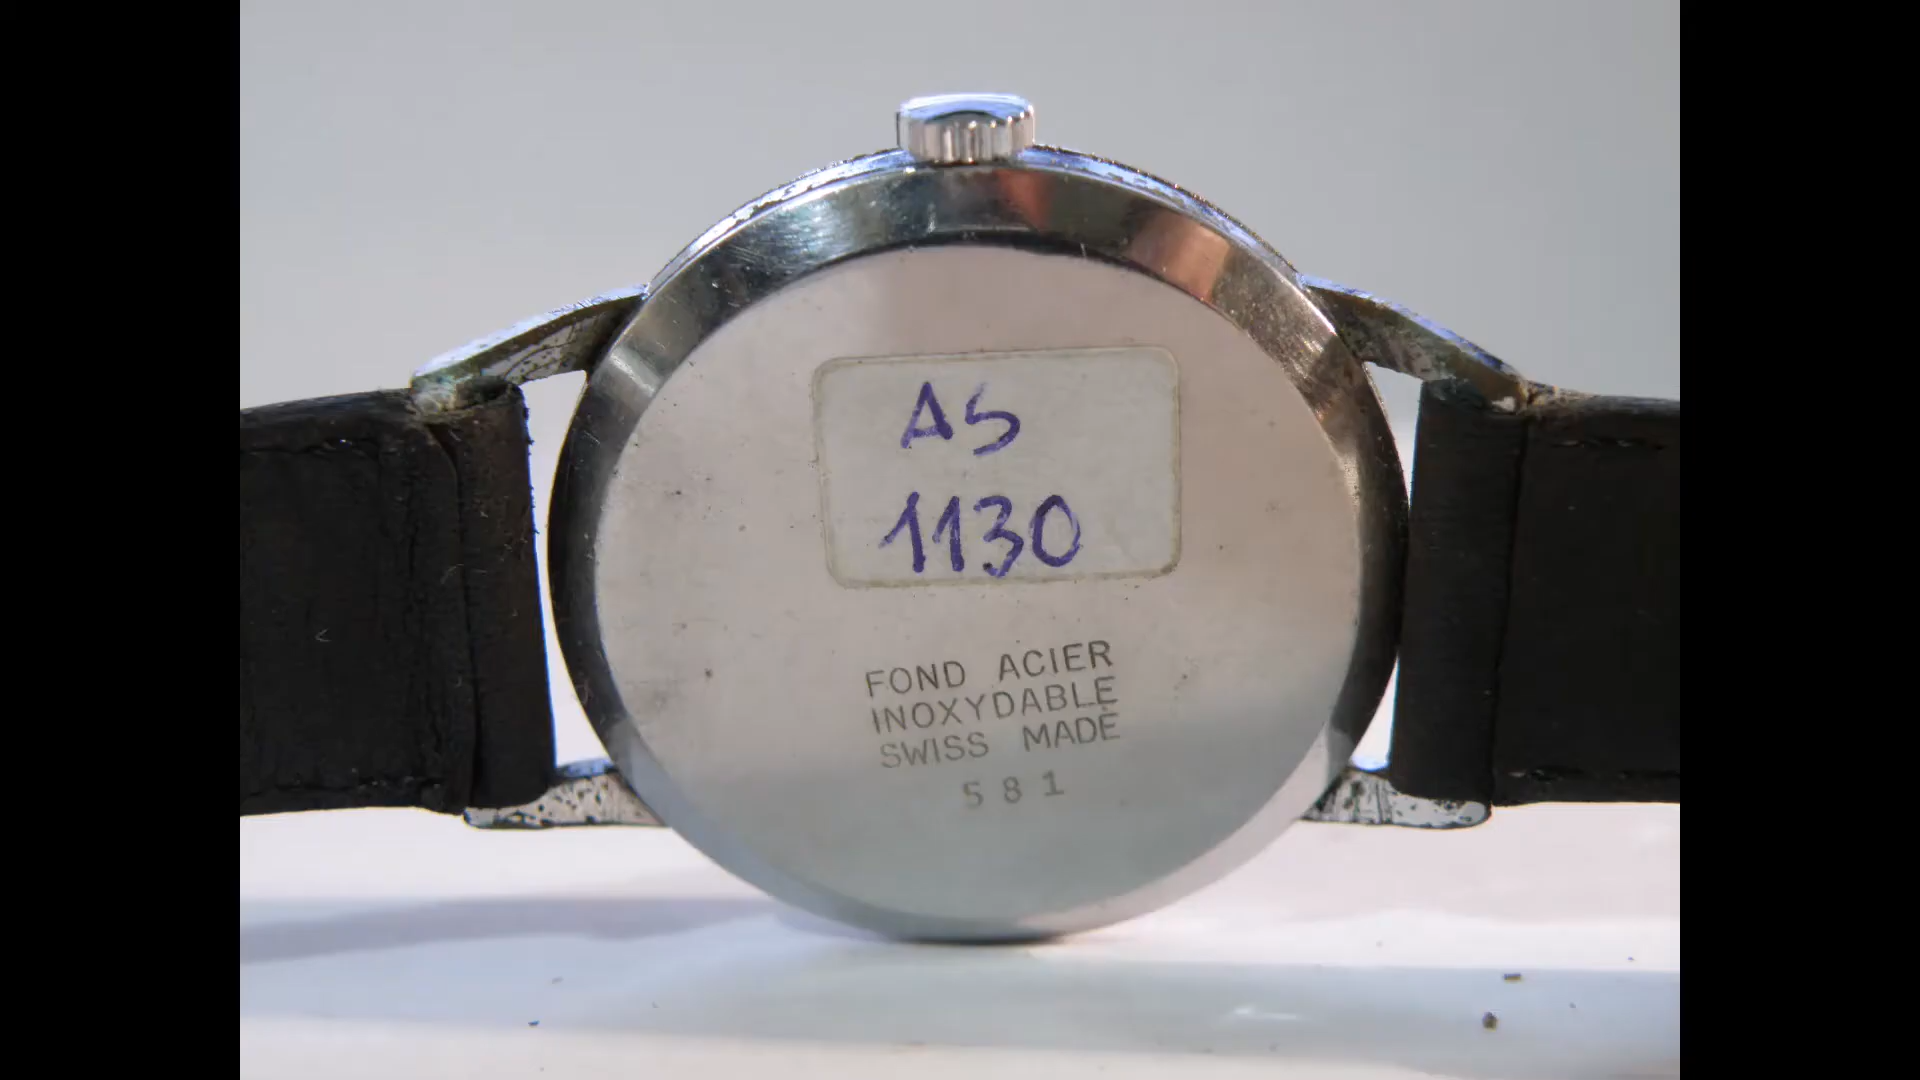 AS
1130
FOND ACIER
INOXYDABLE
SWISS MADE
581